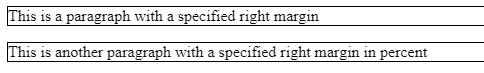 This is a paragraph with a specified right margin
This is another paragraph with a specified right margin in percent